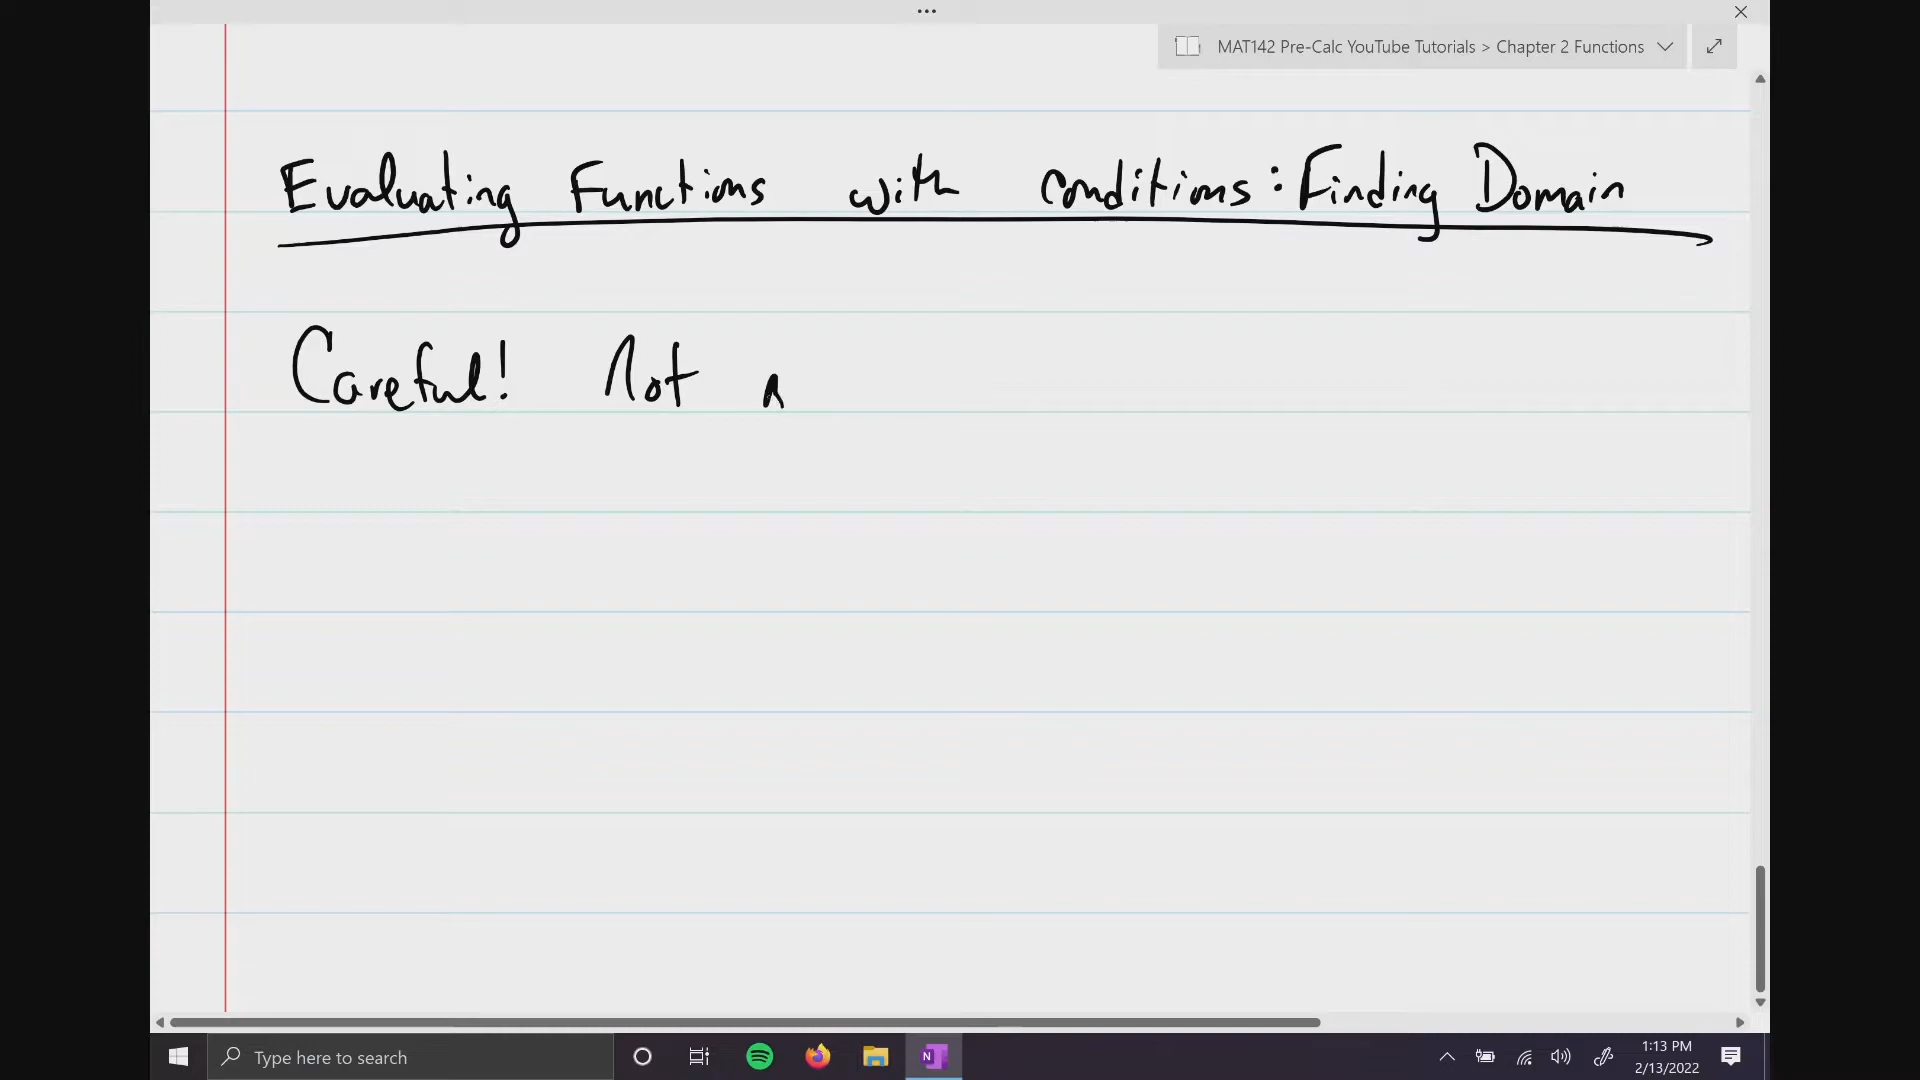 ...
MAT142 Pre-Calc YouTube Tutorials > Chapter 2 Functions
Evaluating Functions with conditions: Finding Domain
Careful! Not
Type here to search
1:13 PM
2/13/2022